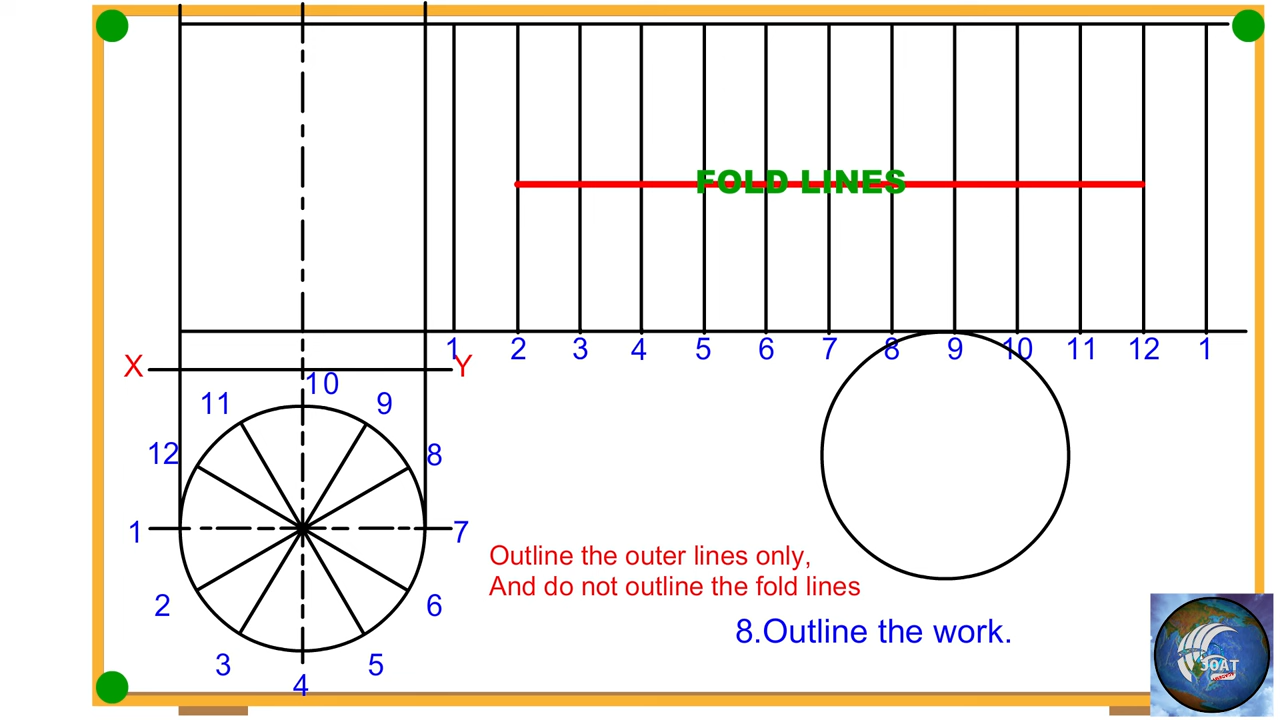 FOLD LINES
1 2 3 4 5 6 7 8 9 10 11 12 1
X Y
10
11 9
12 8
1 7
2 6
3 5
4
Outline the outer lines only,
And do not outline the fold lines
8.Outline the work.
JOAT